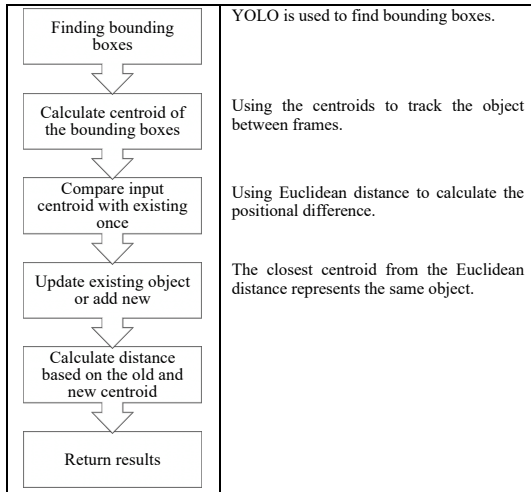 Finding bounding
boxes
YOLO is used to find bounding boxes.
Calculate centroid of
the bounding boxes
Using the centroids to track the object
between frames.
Compare input
centroid with existing
once
Using Euclidean distance to calculate the
positional difference.
Update existing object
or add new
The closest centroid from the Euclidean
distance represents the same object.
Calculate distance
based on the old and
new centroid
Return results